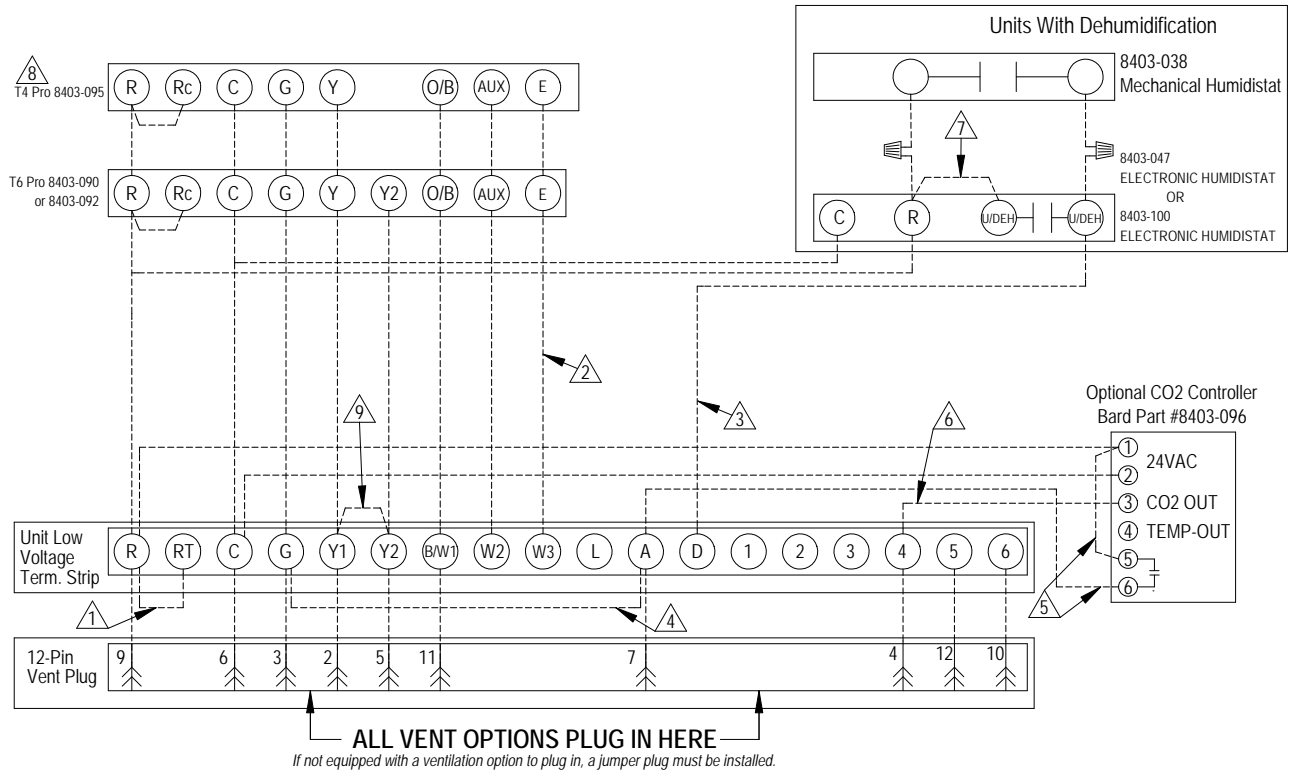 Units With Dehumidification
8403-038
Mechanical Humidistat
8
T4 Pro 8403-095
R Rc C G Y O/B AUX E
7
8403-047
ELECTRONIC HUMIDISTAT
OR
8403-100
ELECTRONIC HUMIDISTAT
T6 Pro 8403-090
or 8403-092
R Rc C G Y Y2 O/B AUX E
C R U/DEH U/DEH
2
3
9
6
Optional CO2 Controller
Bard Part #8403-096
1 24VAC
2
3 CO2 OUT
4 TEMP-OUT
5
6
5
Unit Low
Voltage
Term. Strip
R RT C G Y1 Y2 B/W1 W2 W3 L A D 1 2 3 4 5 6
1
4
12-Pin
Vent Plug
9 6 3 2 5 11 7 4 12 10
ALL VENT OPTIONS PLUG IN HERE
If not equipped with a ventilation option to plug in, a jumper plug must be installed.